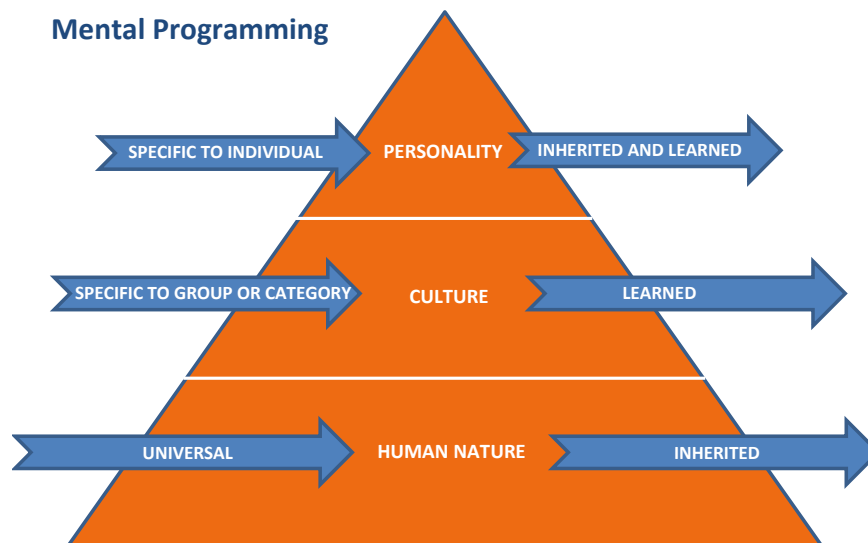 Mental Programming
SPECIFIC TO INDIVIDUAL
PERSONALITY
INHERITED AND LEARNED
SPECIFIC TO GROUP OR CATEGORY
CULTURE
LEARNED
UNIVERSAL
HUMAN NATURE
INHERITED